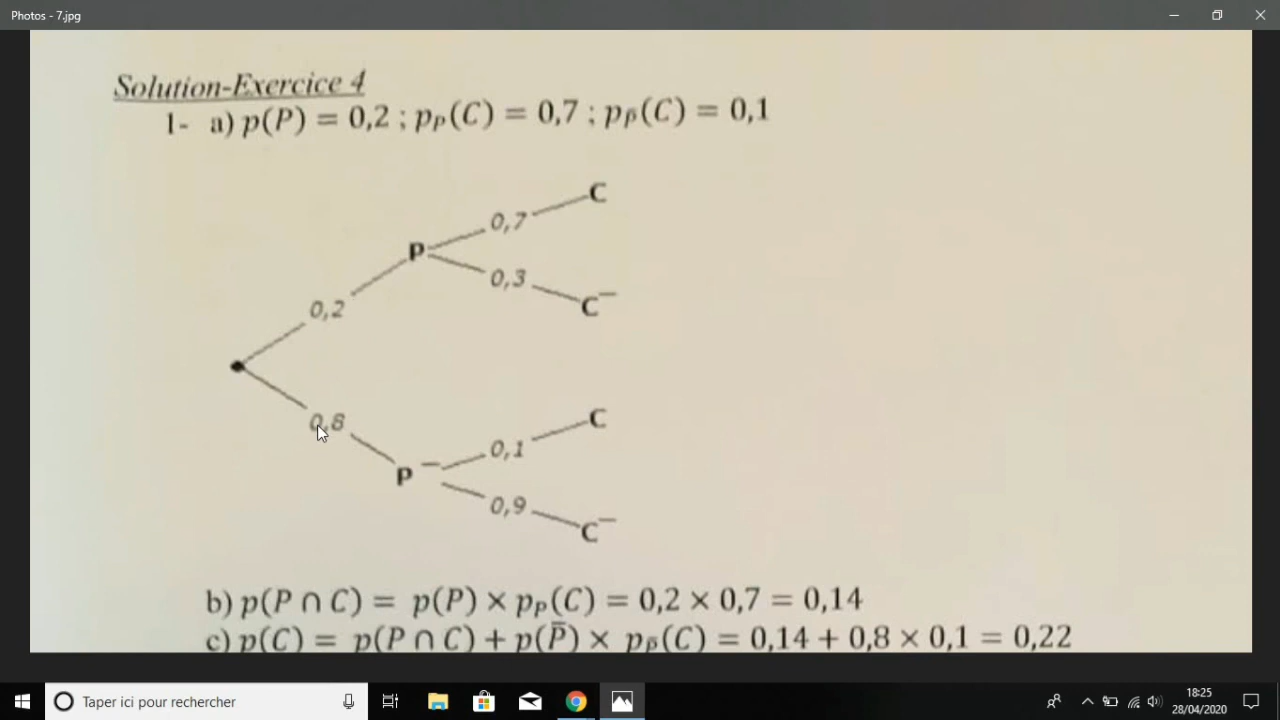 Photos - 7.jpg
Solution-Exercice 4
1- a) p(P) = 0,2 ; p_P(C) = 0,7 ; p_P̄(C) = 0,1
C
0,7
P
0,3
C̄
0,2
0,8
C
0,1
P̄
0,9
C̄
b) p(P ∩ C) = p(P) × p_P(C) = 0,2 × 0,7 = 0,14
c) p(C) = p(P ∩ C) + p(P̄) × p_P̄(C) = 0,14 + 0,8 × 0,1 = 0,22
Taper ici pour rechercher
18:25
28/04/2020